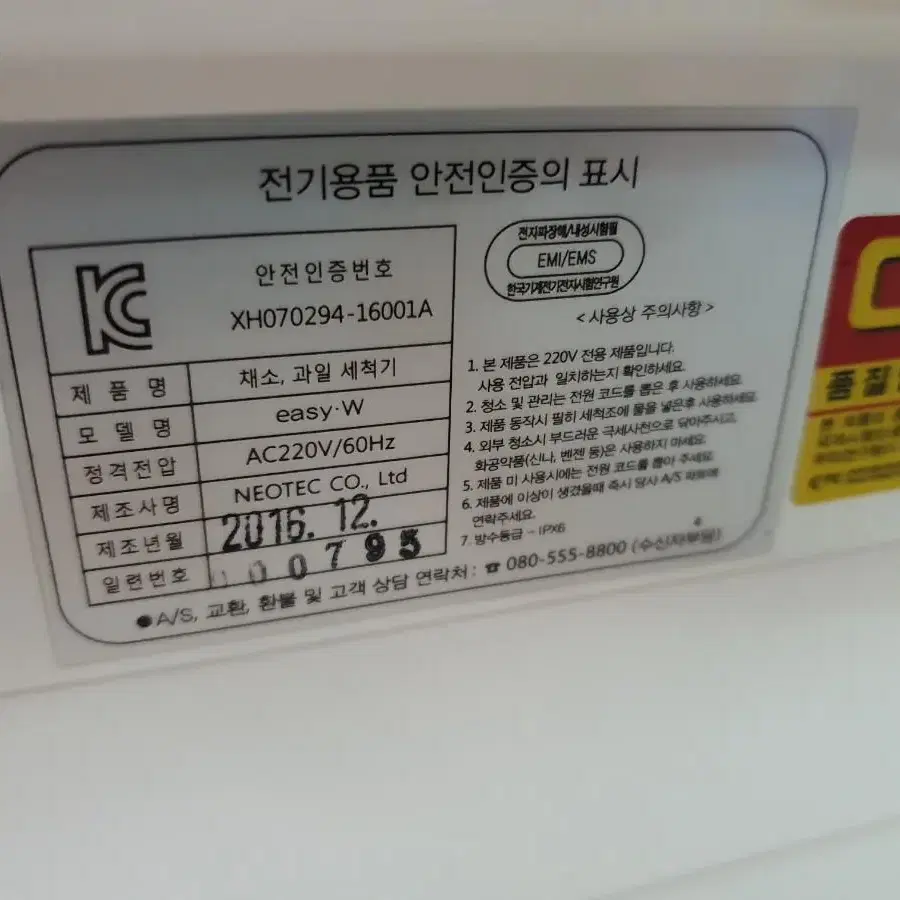 전기용품 안전인증의 표시
안전인증번호
XH070294-16001A
제 품 명 채소, 과일 세척기
모 델 명 easy·W
정격전압 AC220V/60Hz
제조사명 NEOTEC CO., Ltd
제조년월 2016. 12.
일련번호 00795
전자파장해/내성시험필
EMI/EMS
한국기계전기전자시험연구원
<사용상 주의사항>
1. 본 제품은 220V 전용 제품입니다.
사용 전압과 일치하는지 확인하세요.
2. 청소 및 관리는 전원 코드를 뽑은 후 사용하세요.
3. 제품 동작시 필히 세척조에 물을 넣은후 사용하세요.
4. 외부 청소시 부드러운 극세사천으로 닦아주시고,
화공약품(신나, 벤젠 등)은 사용하지 마세요.
5. 제품 미 사용시에는 전원 코드를 뽑아 주세요.
6. 제품에 이상이 생겼을때 즉시 당사 A/S 파트에
연락주세요.
7. 방수등급 - IPX6
●A/S, 교환, 환불 및 고객 상담 연락처 : ☎ 080-555-8800 (수신자부담)
품질